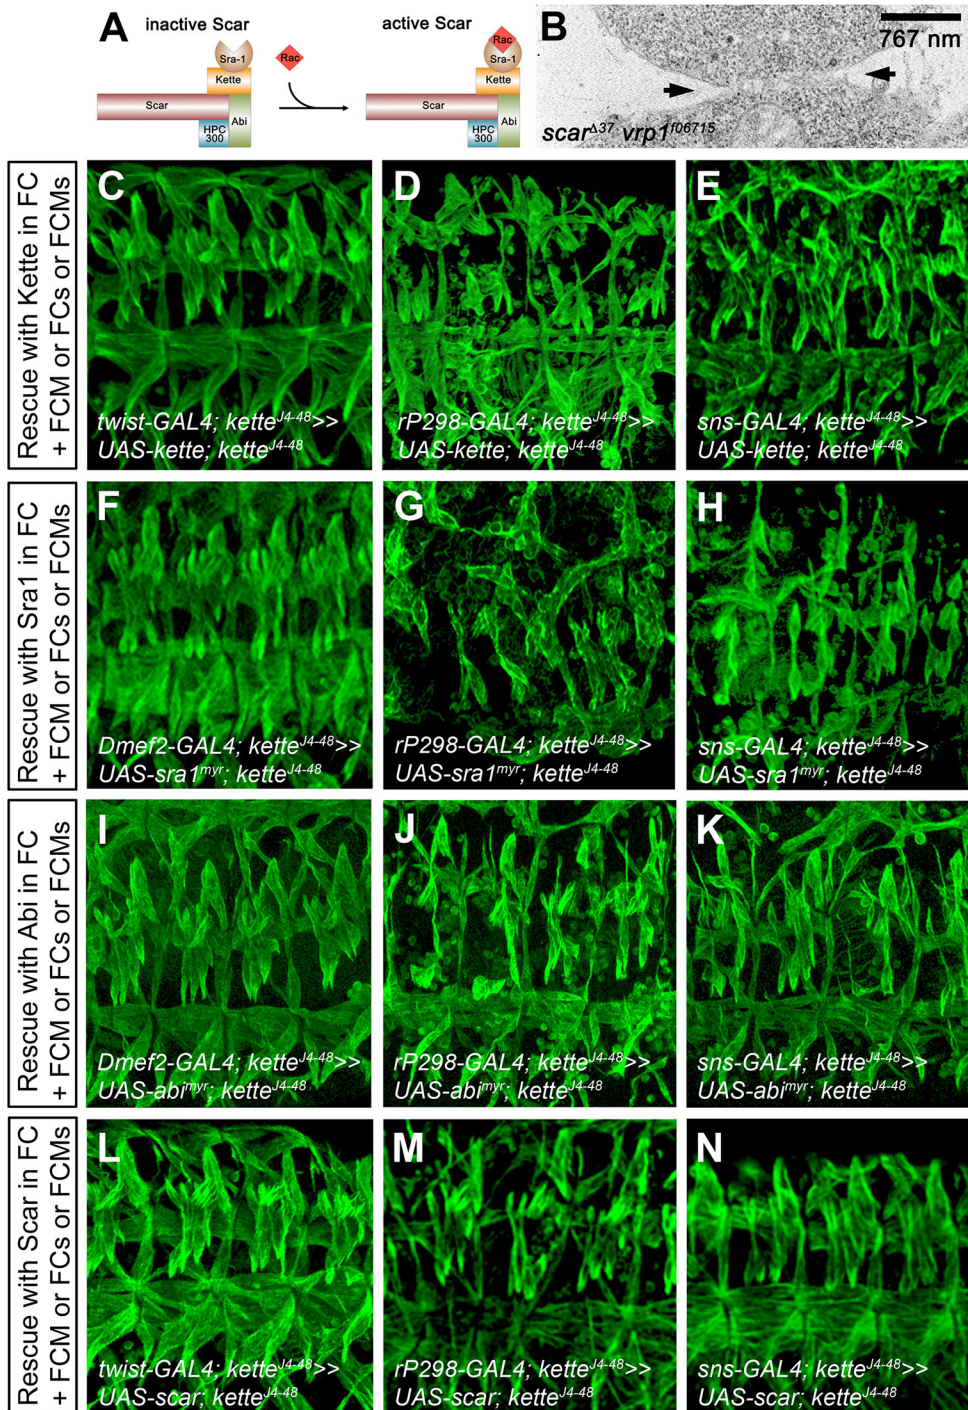 A
inactive Scar
active Scar
Sra-1
Rac
Rac
Sra-1
Kette
Kette
Scar
Abi
HPC
300
Scar
Abi
HPC
300
B
767 nm
scarΔ37 vrp1f06715
Rescue with Kette in FC
+ FCM or FCs or FCMs
C
twist-GAL4; ketteJ4-48>>
UAS-kette; ketteJ4-48
D
rP298-GAL4; ketteJ4-48>>
UAS-kette; ketteJ4-48
E
sns-GAL4; ketteJ4-48>>
UAS-kette; ketteJ4-48
Rescue with Sra1 in FC
+ FCM or FCs or FCMs
F
Dmef2-GAL4; ketteJ4-48>>
UAS-sra1myr; ketteJ4-48
G
rP298-GAL4; ketteJ4-48>>
UAS-sra1myr; ketteJ4-48
H
sns-GAL4; ketteJ4-48>>
UAS-sra1myr; ketteJ4-48
Rescue with Abi in FC
+ FCM or FCs or FCMs
I
Dmef2-GAL4; ketteJ4-48>>
UAS-abimyr; ketteJ4-48
J
rP298-GAL4; ketteJ4-48>>
UAS-abimyr; ketteJ4-48
K
sns-GAL4; ketteJ4-48>>
UAS-abimyr; ketteJ4-48
Rescue with Scar in FC
+ FCM or FCs or FCMs
L
twist-GAL4; ketteJ4-48>>
UAS-scar; ketteJ4-48
M
rP298-GAL4; ketteJ4-48>>
UAS-scar; ketteJ4-48
N
sns-GAL4; ketteJ4-48>>
UAS-scar; ketteJ4-48